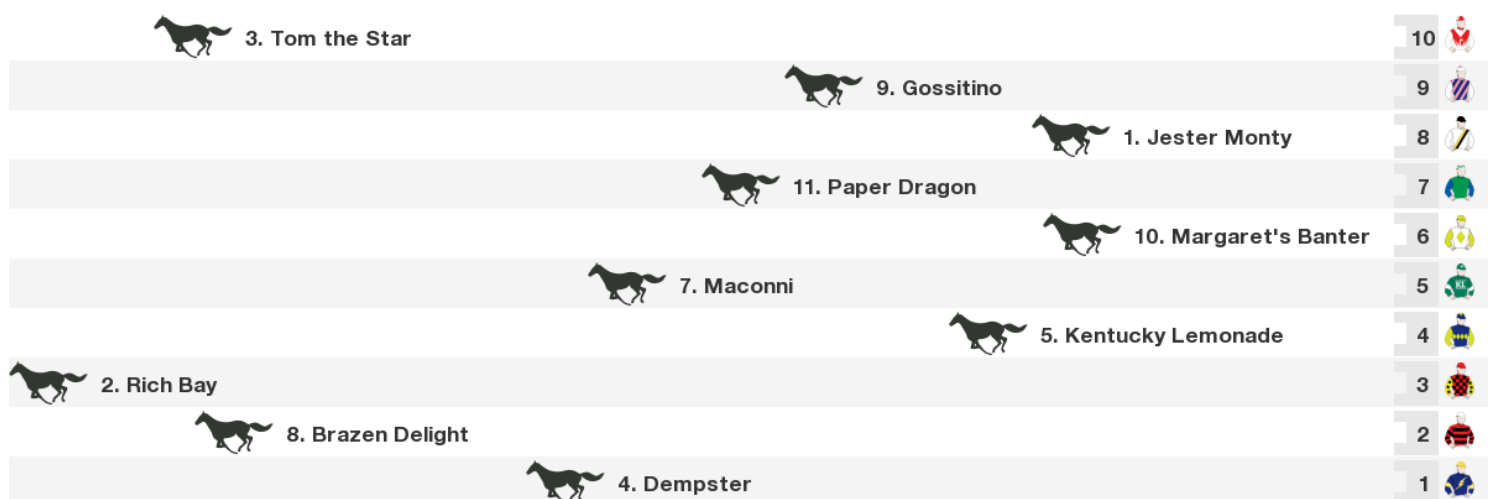 3. Tom the Star 10
9. Gossitino 9
1. Jester Monty 8
11. Paper Dragon 7
10. Margaret's Banter 6
7. Maconni 5
5. Kentucky Lemonade 4
2. Rich Bay 3
8. Brazen Delight 2
4. Dempster 1